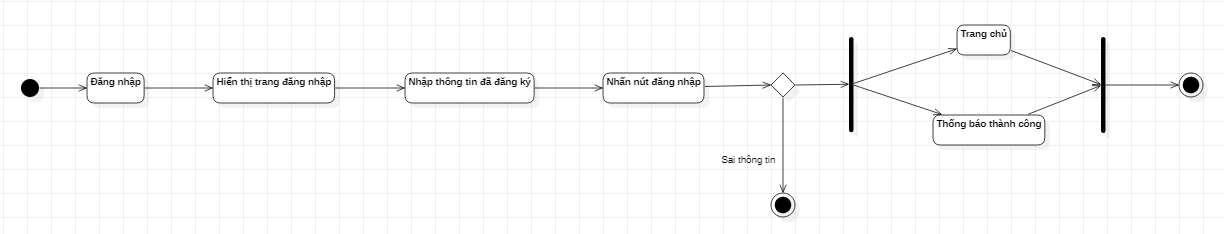 Đăng nhập
Hiển thị trang đăng nhập
Nhập thông tin đã đăng ký
Nhấn nút đăng nhập
Sai thông tin
Trang chủ
Thống báo thành công